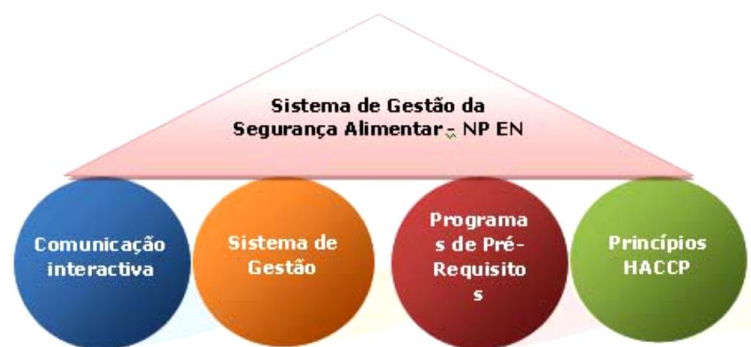 Sistema de Gestão da
Segurança Alimentar - NP EN
Comunicação
interactiva
Sistema de
Gestão
Programa
s de Pré-
Requisito
s
Princípios
HACCP